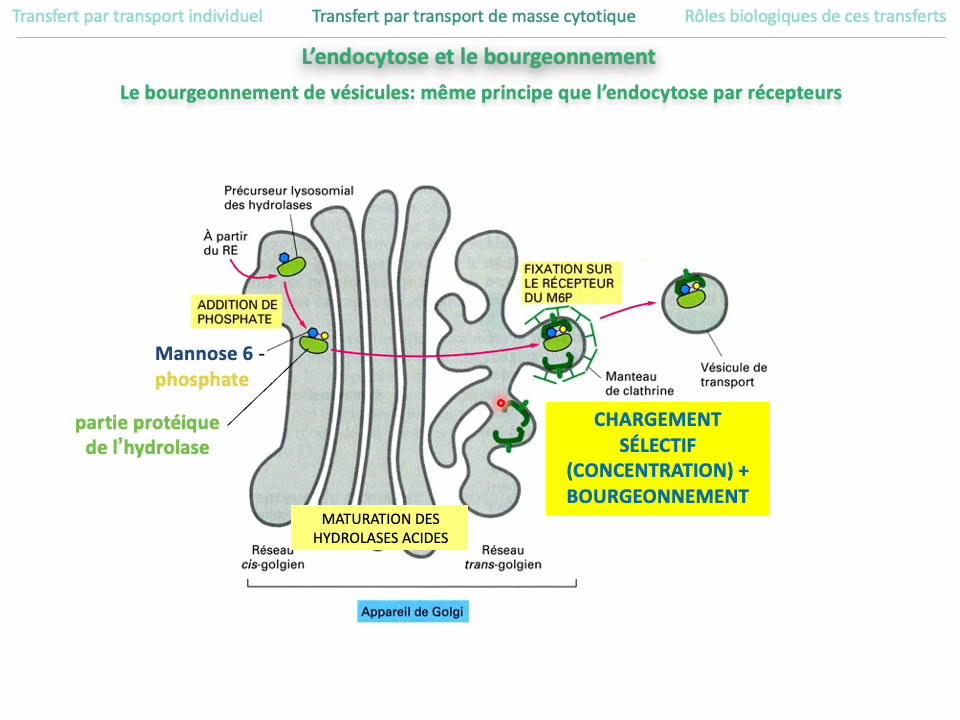 Transfert par transport individuel
Transfert par transport de masse cytotique
Rôles biologiques de ces transferts
L’endocytose et le bourgeonnement
Le bourgeonnement de vésicules: même principe que l’endocytose par récepteurs
Précurseur lysosomial
des hydrolases
À partir
du RE
ADDITION DE
PHOSPHATE
FIXATION SUR
LE RÉCEPTEUR
DU M6P
Mannose 6 -
phosphate
partie protéique
de l’hydrolase
Manteau
de clathrine
Vésicule de
transport
CHARGEMENT
SÉLECTIF
(CONCENTRATION) +
BOURGEONNEMENT
MATURATION DES
HYDROLASES ACIDES
Réseau
cis-golgien
Réseau
trans-golgien
Appareil de Golgi